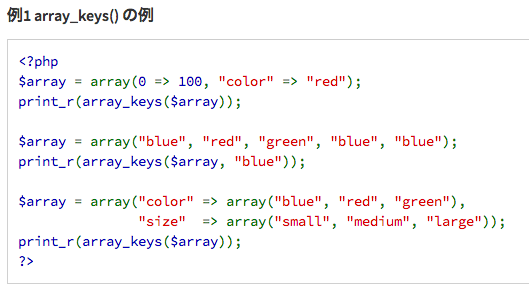 例1 array_keys() の例
<?php
$array = array(0 => 100, "color" => "red");
print_r(array_keys($array));

$array = array("blue", "red", "green", "blue", "blue");
print_r(array_keys($array, "blue"));

$array = array("color" => array("blue", "red", "green"),
               "size"  => array("small", "medium", "large"));
print_r(array_keys($array));
?>